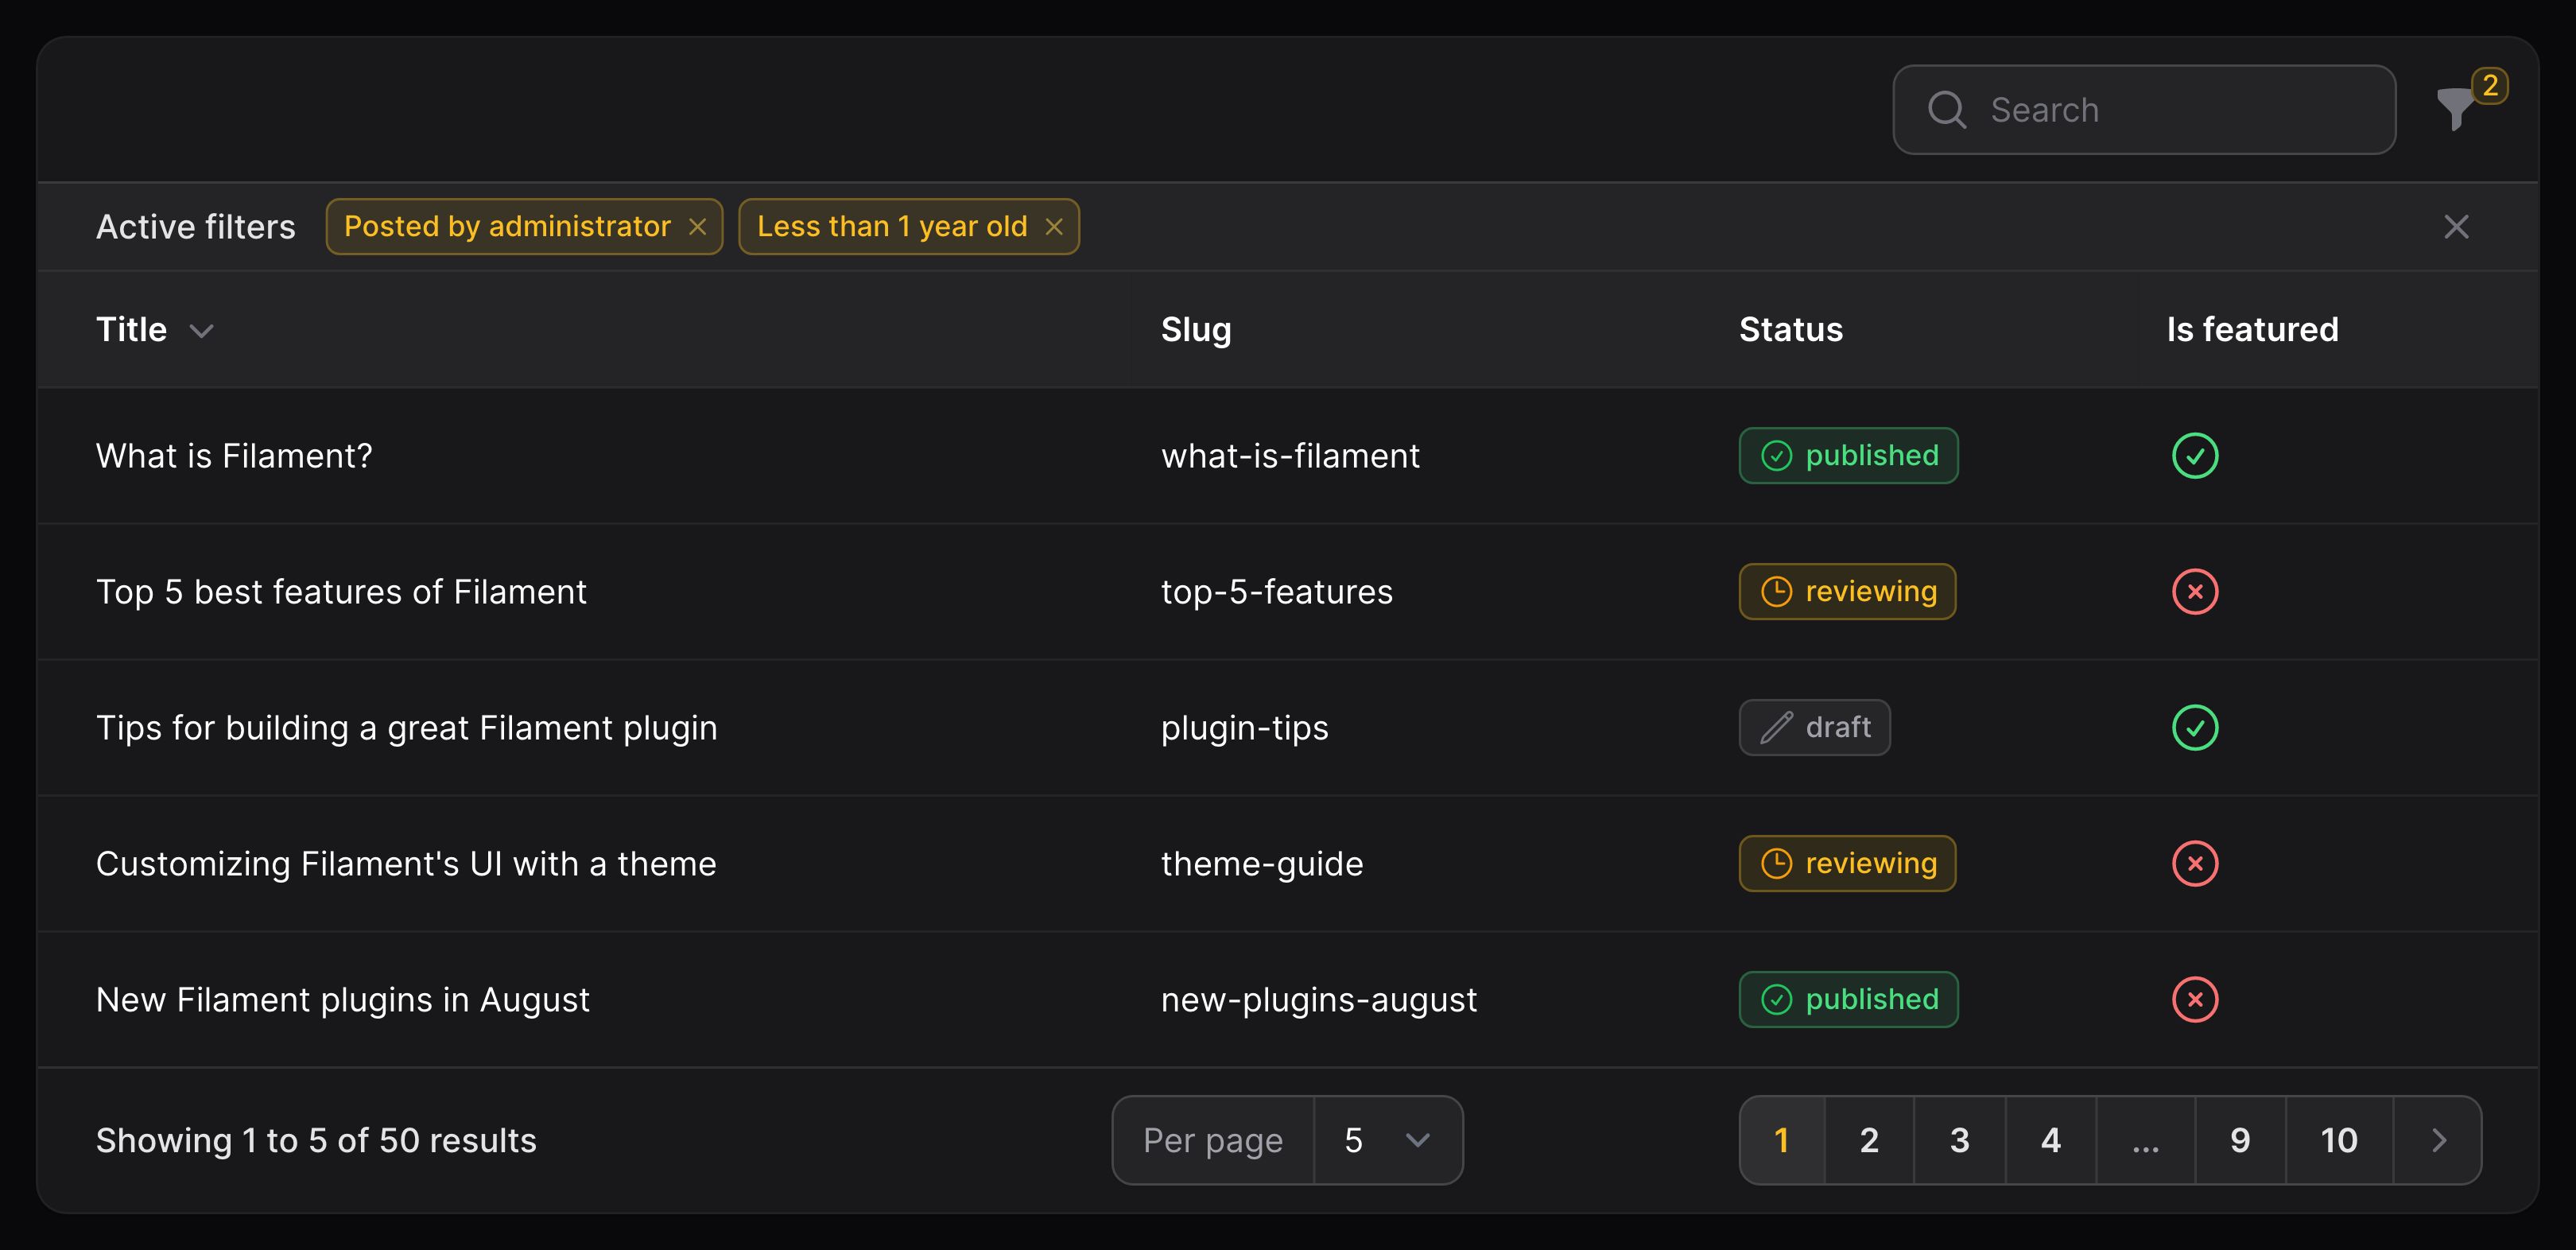 Search
2
Active filters Posted by administrator Less than 1 year old
Title Slug Status Is featured
What is Filament? what-is-filament published
Top 5 best features of Filament top-5-features reviewing
Tips for building a great Filament plugin plugin-tips draft
Customizing Filament's UI with a theme theme-guide reviewing
New Filament plugins in August new-plugins-august published
Showing 1 to 5 of 50 results Per page 5 1 2 3 4 ... 9 10